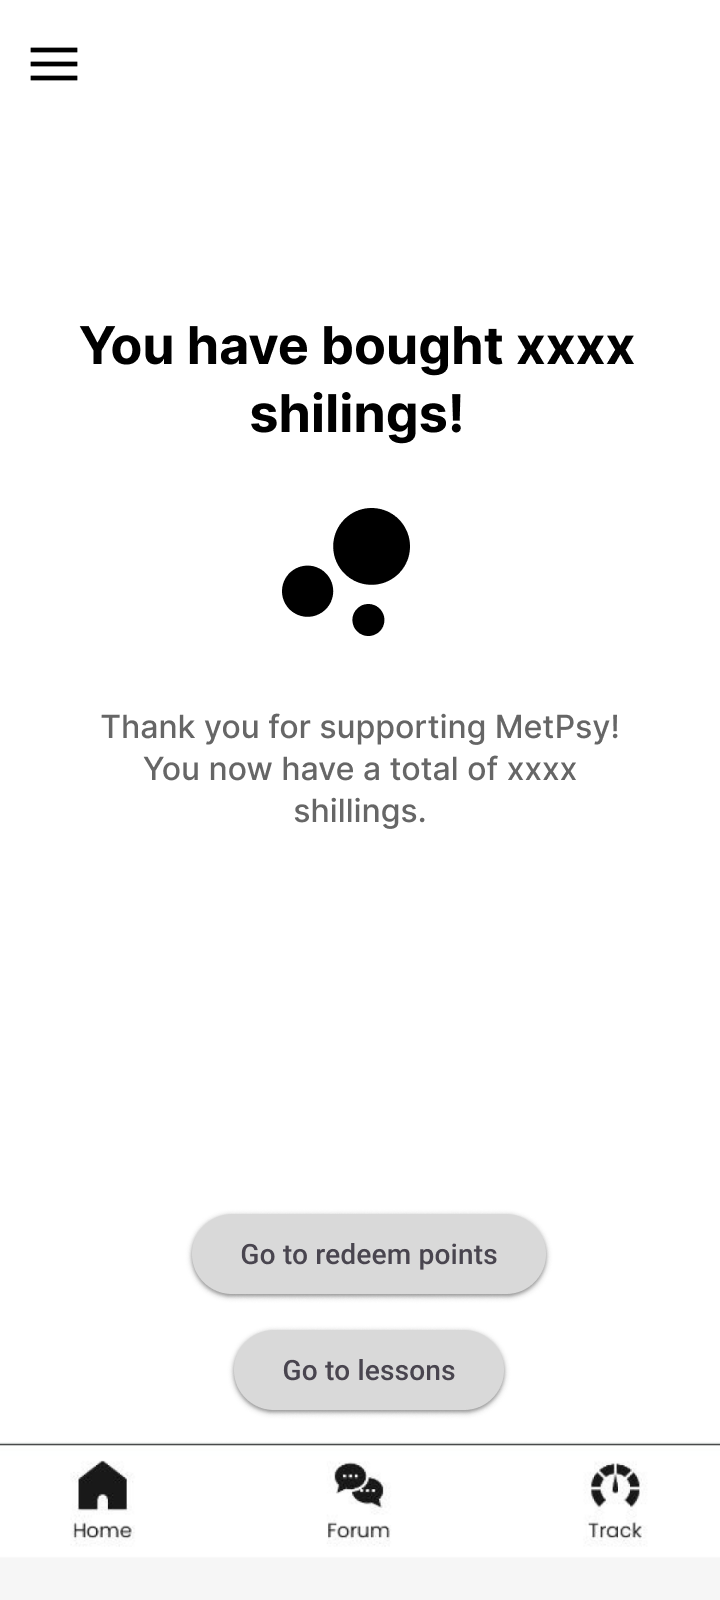 You have bought xxxx
shilings!
Thank you for supporting MetPsy!
You now have a total of xxxx
shillings.
Go to redeem points
Go to lessons
Home
Forum
Track